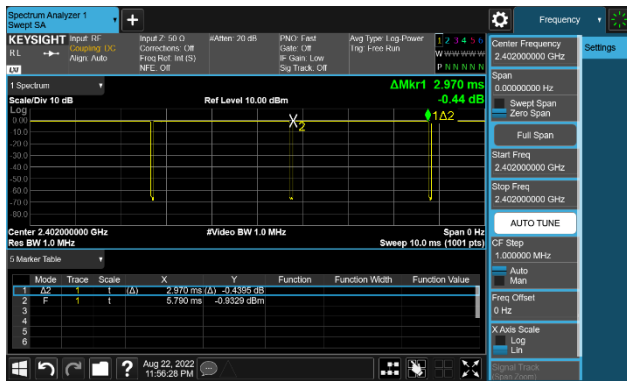 Spectrum Analyzer 1
Swept SA
+
Frequency
KEYSIGHT
RL
Input: RF
Coupling: DC
Align: Auto
Input Z: 50 Ω
Corrections: Off
Freq Ref: Int (S)
NFE: Off
#Atten: 20 dB
PNO: Fast
Gate: Off
IF Gain: Low
Sig Track: Off
Avg Type: Log-Power
Trig: Free Run
1 2 3 4 5 6
W W W W W W
P N N N N N
LXI
1 Spectrum
Scale/Div 10 dB
Log
Ref Level 10.00 dBm
ΔMkr1 2.970 ms
-0.44 dB
0.00
-10.0
-20.0
-30.0
-40.0
-50.0
-60.0
-70.0
-80.0
X2
1Δ2
Center 2.402000000 GHz
Res BW 1.0 MHz
#Video BW 1.0 MHz
Span 0 Hz
Sweep 10.0 ms (1001 pts)
5 Marker Table
Mode Trace Scale X Y Function Function Width Function Value
1 Δ2 1 t (Δ) 2.970 ms (Δ) -0.4395 dB
2 F 1 t 5.790 ms -0.9329 dBm
3
4
5
6
Aug 22, 2022
11:56:28 PM
?
Center Frequency
2.402000000 GHz
Settings
Span
0.00000000 Hz
Swept Span
Zero Span
Full Span
Start Freq
2.402000000 GHz
Stop Freq
2.402000000 GHz
AUTO TUNE
CF Step
1.000000 MHz
Auto
Man
Freq Offset
0 Hz
X Axis Scale
Log
Lin
Signal Track
(Span Zoom)